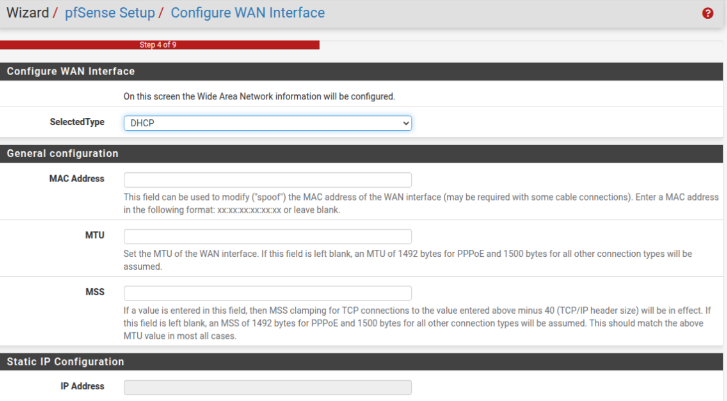 Wizard / pfSense Setup / Configure WAN Interface
Step 4 of 9
Configure WAN Interface
On this screen the Wide Area Network information will be configured.
SelectedType DHCP
General configuration
MAC Address
This field can be used to modify ("spoof") the MAC address of the WAN interface (may be required with some cable connections). Enter a MAC address
in the following format: xx:xx:xx:xx:xx:xx or leave blank.
MTU
Set the MTU of the WAN interface. If this field is left blank, an MTU of 1492 bytes for PPPoE and 1500 bytes for all other connection types will be
assumed.
MSS
If a value is entered in this field, then MSS clamping for TCP connections to the value entered above minus 40 (TCP/IP header size) will be in effect. If
this field is left blank, an MSS of 1492 bytes for PPPoE and 1500 bytes for all other connection types will be assumed. This should match the above
MTU value in most all cases.
Static IP Configuration
IP Address